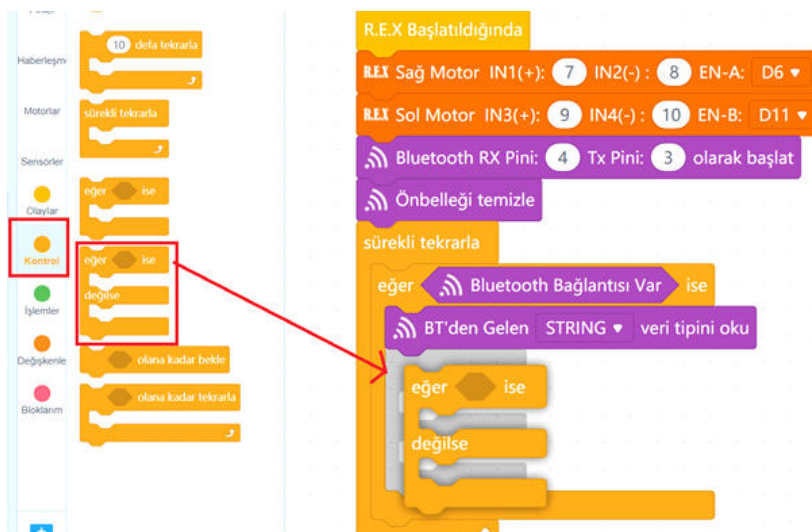 10 defa tekrarla
Haberleşm
Motorlar
sürekli tekrarla
Sensörler
Olaylar
eğer ise
Kontrol
eğer ise
değilse
İşlemler
Değişkenle
olana kadar bekle
Bloklarım
olana kadar tekrarla
R.E.X Başlatıldığında
R.E.X Sağ Motor IN1(+): 7 IN2(-) : 8 EN-A: D6
R.E.X Sol Motor IN3(+): 9 IN4(-) : 10 EN-B: D11
Bluetooth RX Pini: 4 Tx Pini: 3 olarak başlat
Önbelleği temizle
sürekli tekrarla
eğer Bluetooth Bağlantısı Var ise
BT'den Gelen STRING veri tipini oku
eğer ise
değilse